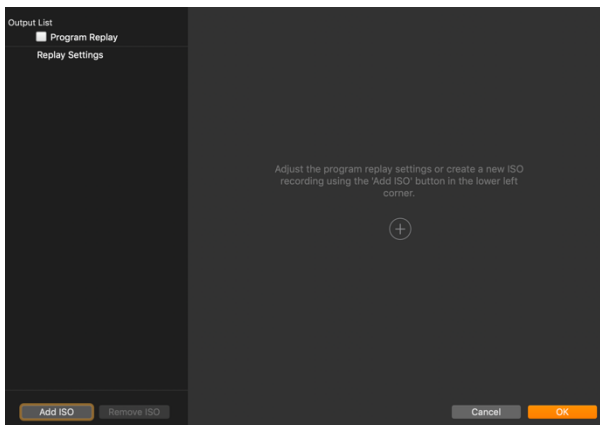 Output List
Program Replay
Replay Settings
Adjust the program replay settings or create a new ISO
recording using the 'Add ISO' button in the lower left
corner.
Add ISO
Remove ISO
Cancel
OK